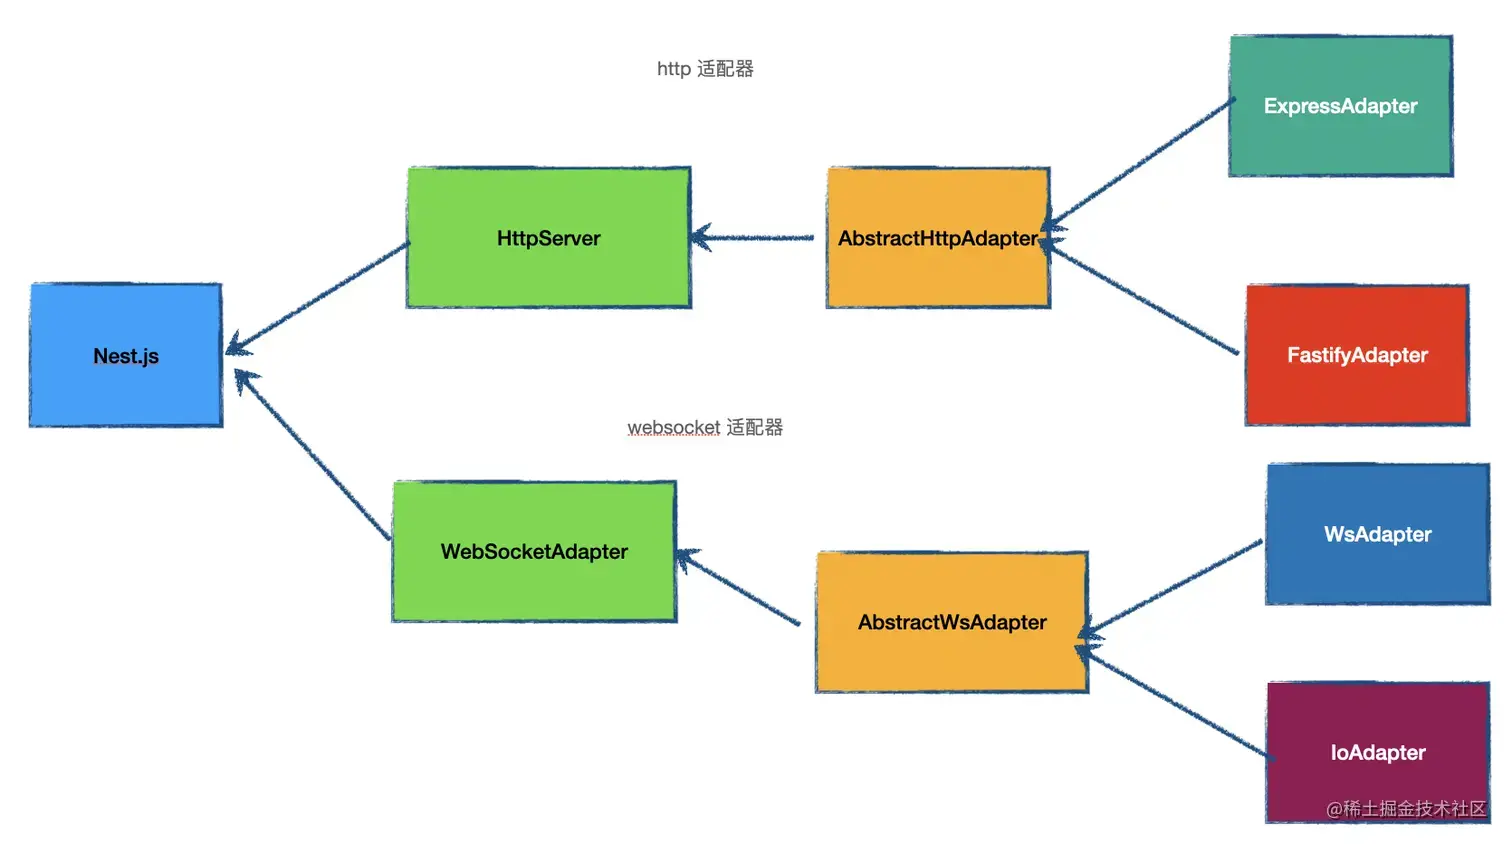 http 适配器
ExpressAdapter
HttpServer
AbstractHttpAdapter
Nest.js
FastifyAdapter
websocket 适配器
WebSocketAdapter
WsAdapter
AbstractWsAdapter
IoAdapter
@稀土掘金技术社区